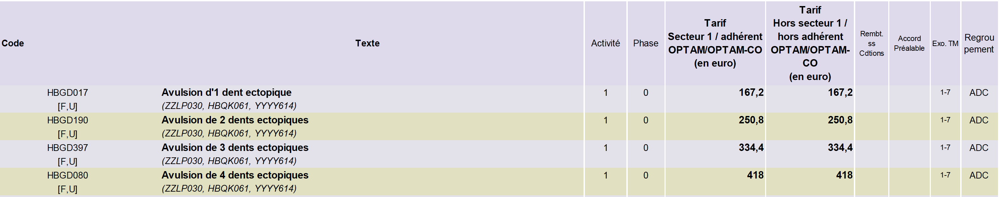 Code
Texte
Activité
Phase
Tarif
Secteur 1 / adhérent
OPTAM/OPTAM-CO
(en euro)
Tarif
Hors secteur 1 /
hors adhérent
OPTAM/OPTAM-
CO
(en euro)
Rembt.
ss
Cdtions
Accord
Préalable
Exo. TM
Regrou
pement
HBGD017 Avulsion d'1 dent ectopique 1 0 167,2 167,2 1-7 ADC
[F,U] (ZZLP030, HBQK061, YYYY614)
HBGD190 Avulsion de 2 dents ectopiques 1 0 250,8 250,8 1-7 ADC
[F,U] (ZZLP030, HBQK061, YYYY614)
HBGD397 Avulsion de 3 dents ectopiques 1 0 334,4 334,4 1-7 ADC
[F,U] (ZZLP030, HBQK061, YYYY614)
HBGD080 Avulsion de 4 dents ectopiques 1 0 418 418 1-7 ADC
[F,U] (ZZLP030, HBQK061, YYYY614)